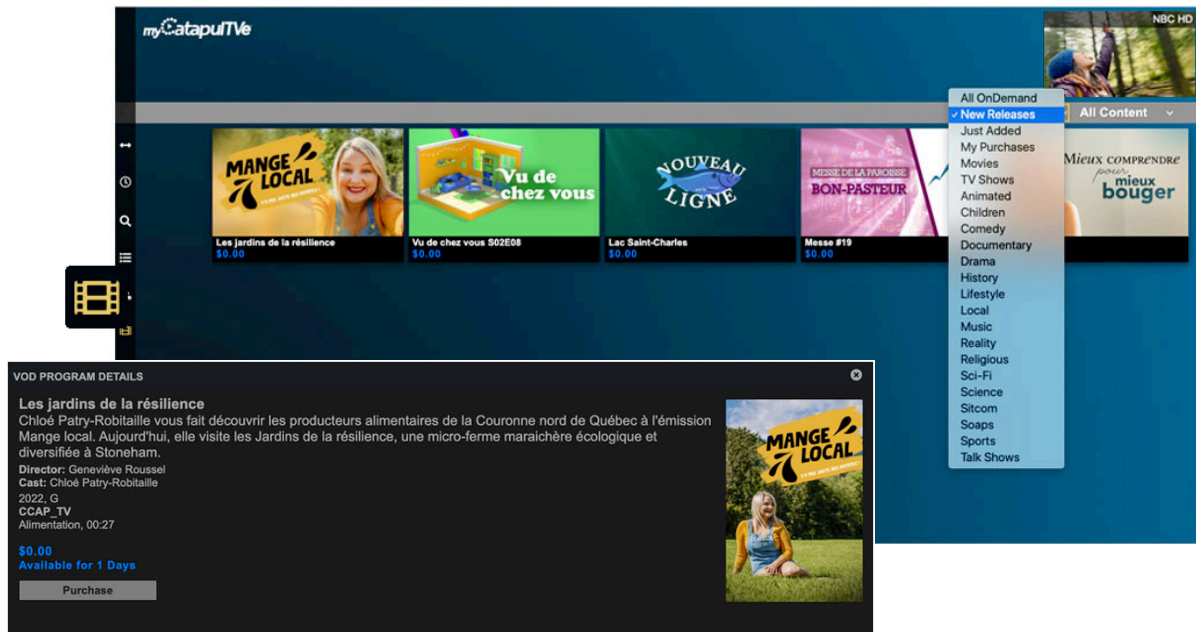 myCatapulTVe
NBC HD
All OnDemand
✓ New Releases
Just Added
My Purchases
Movies
TV Shows
Animated
Children
Comedy
Documentary
Drama
History
Lifestyle
Local
Music
Reality
Religious
Sci-Fi
Science
Sitcom
Soaps
Sports
Talk Shows
All Content
MANGE
LOCAL
Les jardins de la résilience
$0.00
Vu de
chez vous
Vu de chez vous S02E08
$0.00
NOUVEAU
LIGNE
Lac Saint-Charles
$0.00
MESSE DE LA PAROISSE
BON-PASTEUR
Messe #19
$0.00
Mieux COMPRENDRE
pour
mieux
bouger
VOD PROGRAM DETAILS
Les jardins de la résilience
Chloé Patry-Robitaille vous fait découvrir les producteurs alimentaires de la Couronne nord de Québec à l'émission
Mange local. Aujourd'hui, elle visite les Jardins de la résilience, une micro-ferme maraichère écologique et
diversifiée à Stoneham.
Director: Geneviève Roussel
Cast: Chloé Patry-Robitaille
2022, G
CCAP_TV
Alimentation, 00:27
$0.00
Available for 1 Days
Purchase
MANGE
LOCAL